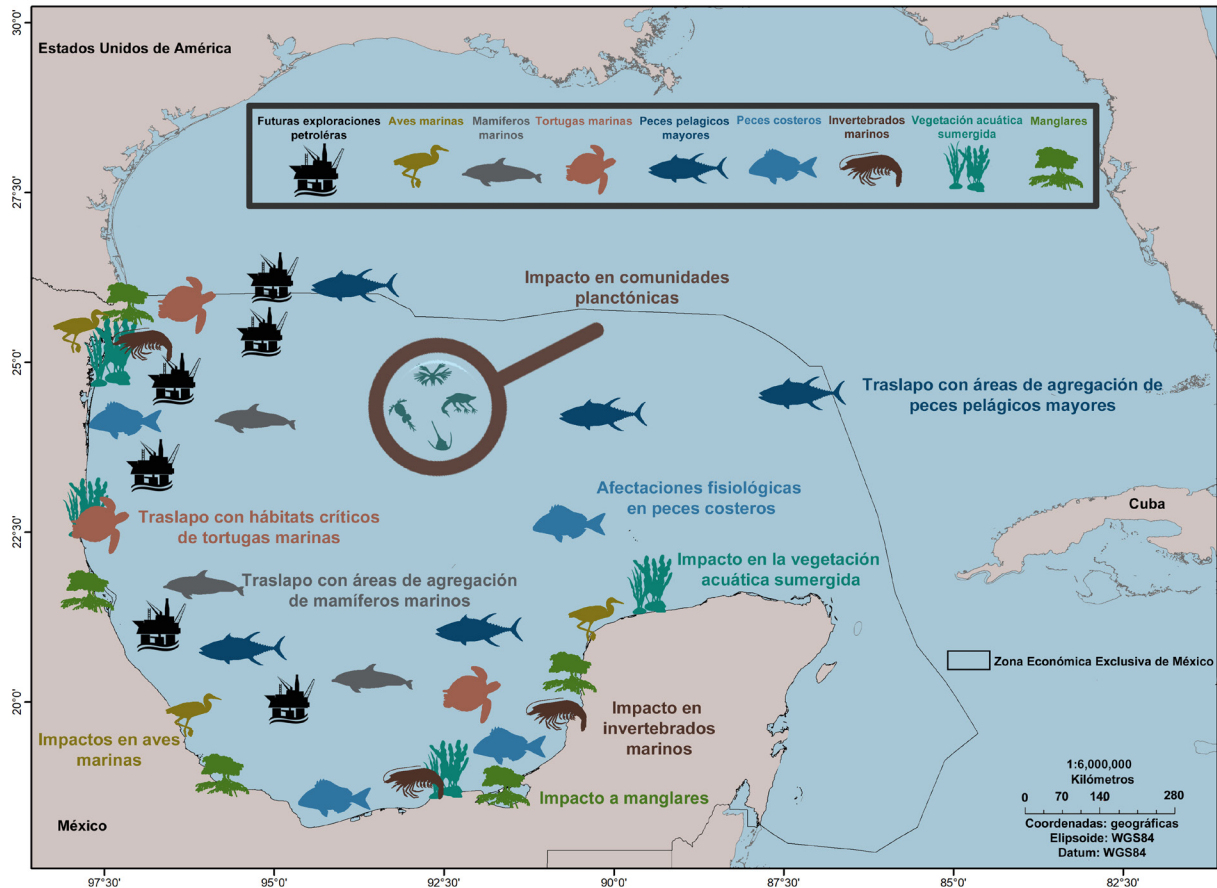 30°0'
27°30'
25°0'
22°30'
20°0'
Estados Unidos de América
Futuras exploraciones
petroléras
Aves marinas
Mamíferos
marinos
Tortugas marinas
Peces pelagicos
mayores
Peces costeros
Invertebrados
marinos
Vegetación acuática
sumergida
Manglares
Impacto en comunidades
planctónicas
Traslapo con áreas de agregación de
peces pelágicos mayores
Afectaciones fisiológicas
en peces costeros
Cuba
Traslapo con hábitats críticos
de tortugas marinas
Impacto en la vegetación
acuática sumergida
Traslapo con áreas de agregación
de mamíferos marinos
Zona Económica Exclusiva de México
Impacto en
invertebrados
marinos
Impactos en aves
marinas
Impacto a manglares
México
1:6,000,000
Kilómetros
0 70 140 280
Coordenadas: geográficas
Elipsoide: WGS84
Datum: WGS84
97°30'
95°0'
92°30'
90°0'
87°30'
85°0'
82°30'